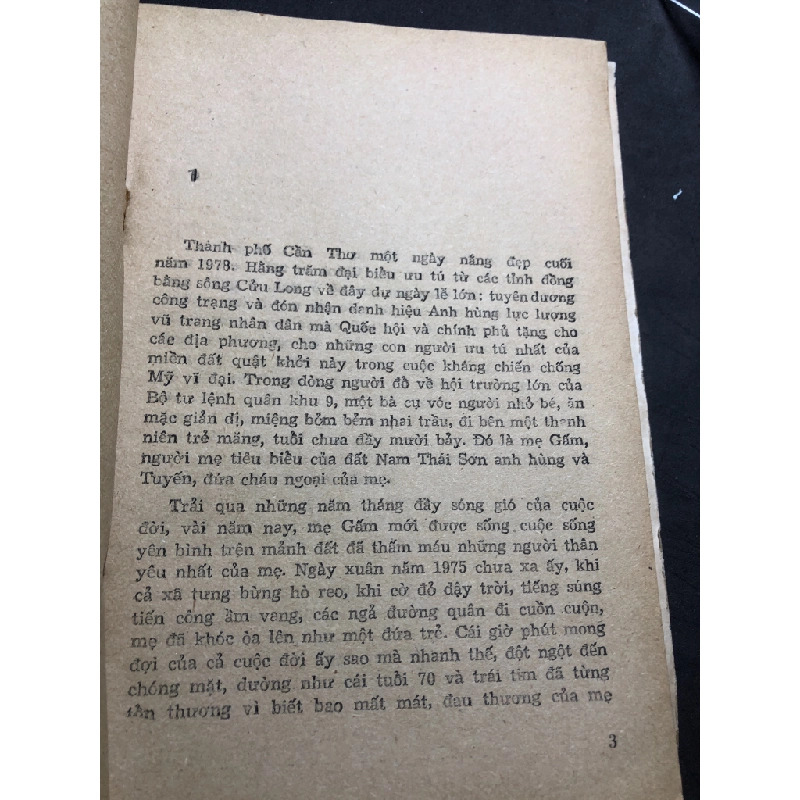 1
Thành phố Cần Thơ một ngày nắng đẹp cuối
năm 1978. Hằng trăm đại biểu ưu tú từ các tỉnh đồng
bằng sông Cửu Long về đây dự ngày lễ lớn: tuyên dương
công trạng và đón nhận danh hiệu Anh hùng lực lượng
vũ trang nhân dân mà Quốc hội và chính phủ tặng cho
các địa phương, cho những con người ưu tú nhất của
miền đất quật khởi này trong cuộc kháng chiến chống
Mỹ vĩ đại. Trong dòng người đổ về hội trường lớn của
Bộ tư lệnh quân khu 9, một bà cụ vóc người nhỏ bé, ăn
mặc giản dị, miệng bỏm bẻm nhai trầu, đi bên một thanh
niên trẻ măng, tuổi chưa đầy mười bảy. Đó là mẹ Gấm,
người mẹ tiêu biểu của đất Nam Thái Sơn anh hùng và
Tuyến, đứa cháu ngoại của mẹ.
Trải qua những năm tháng đầy sóng gió của cuộc
đời, vài năm nay, mẹ Gấm mới được sống cuộc sống
yên bình trên mảnh đất đã thấm máu những người thân
yêu nhất của mẹ. Ngày xuân năm 1975 chưa xa ấy, khi
cả xã tưng bừng hò reo, khi cờ đỏ dậy trời, tiếng súng
tiến công ầm vang, các ngả đường quân đi cuồn cuộn,
mẹ đã khóc òa lên như một đứa trẻ. Cái giờ phút mong
đợi của cả cuộc đời ấy sao mà nhanh thế, đột ngột đến
chóng mặt, dường như cái tuổi 70 và trái tim đã từng
tổn thương vì biết bao mất mát, đau thương của mẹ
3